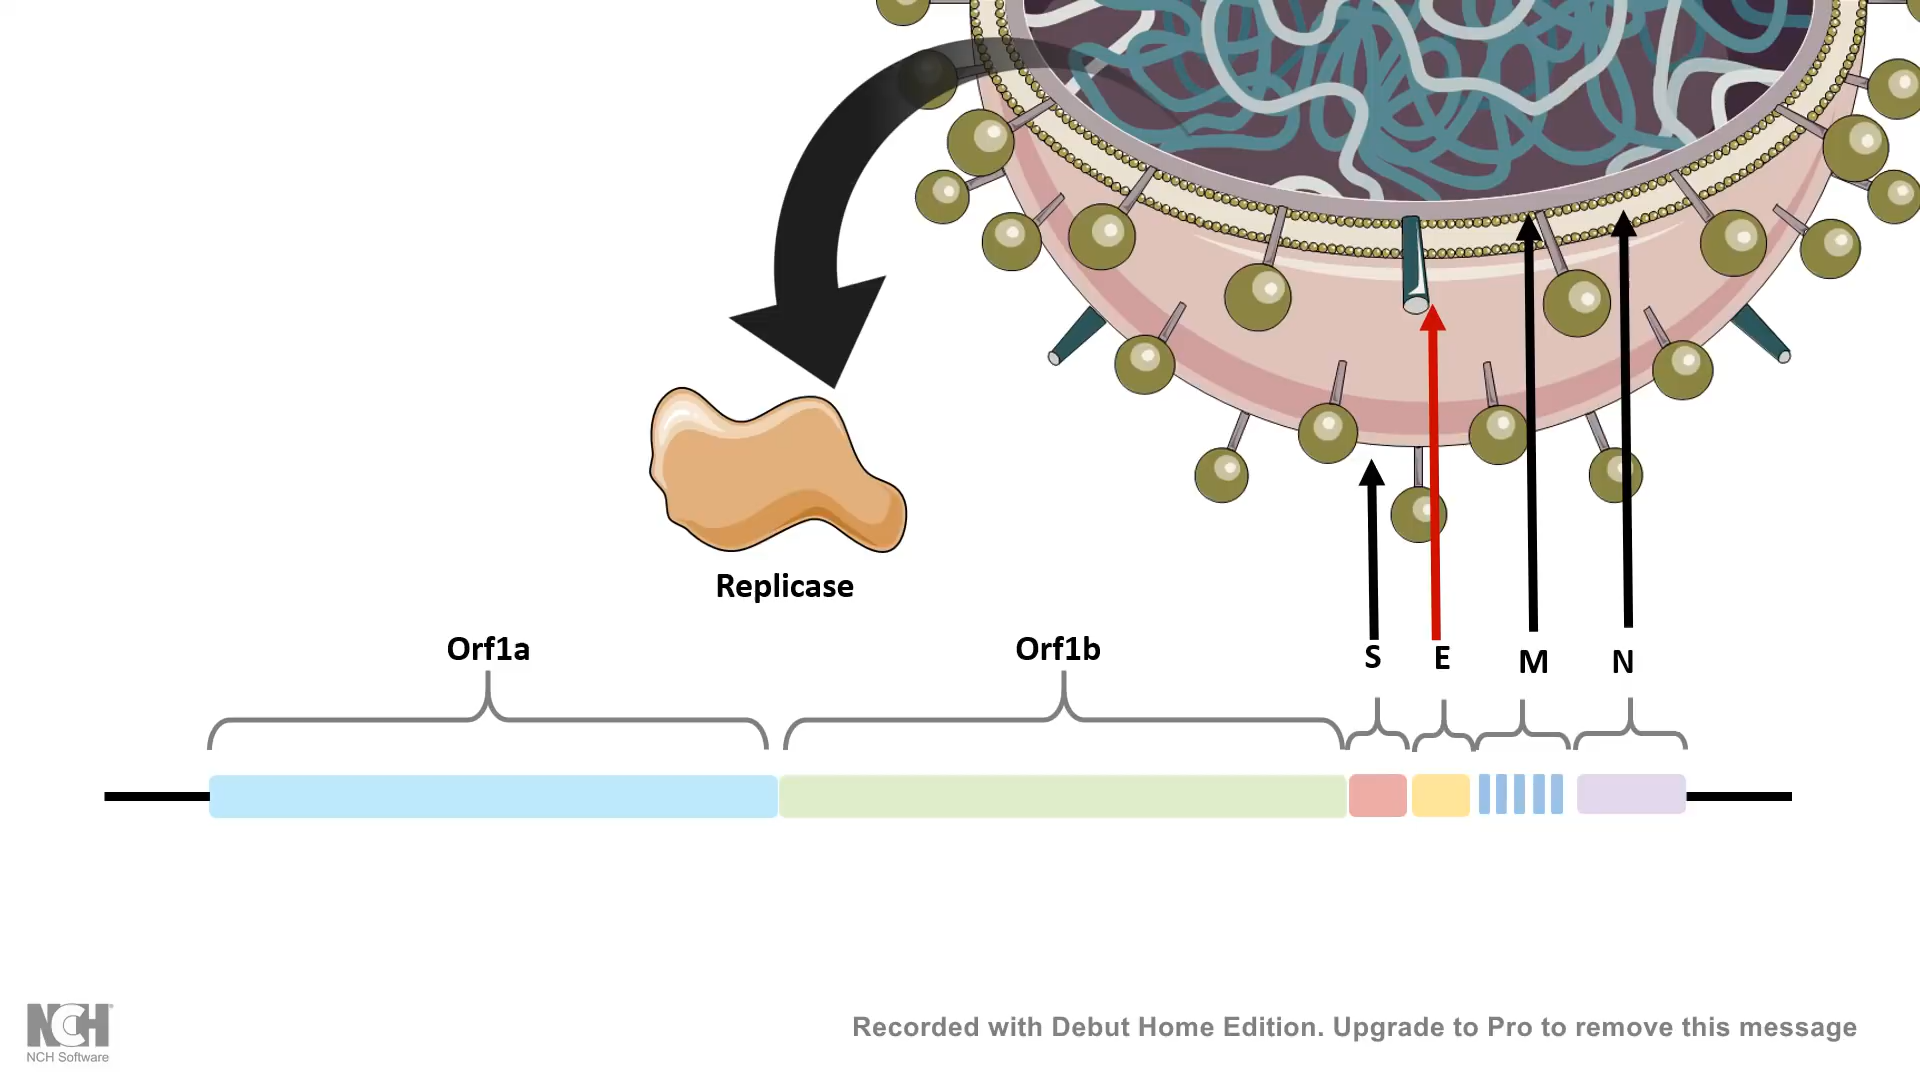 Replicase
Orf1a
Orf1b
S
E
M
N
NCH
NCH Software
Recorded with Debut Home Edition. Upgrade to Pro to remove this message